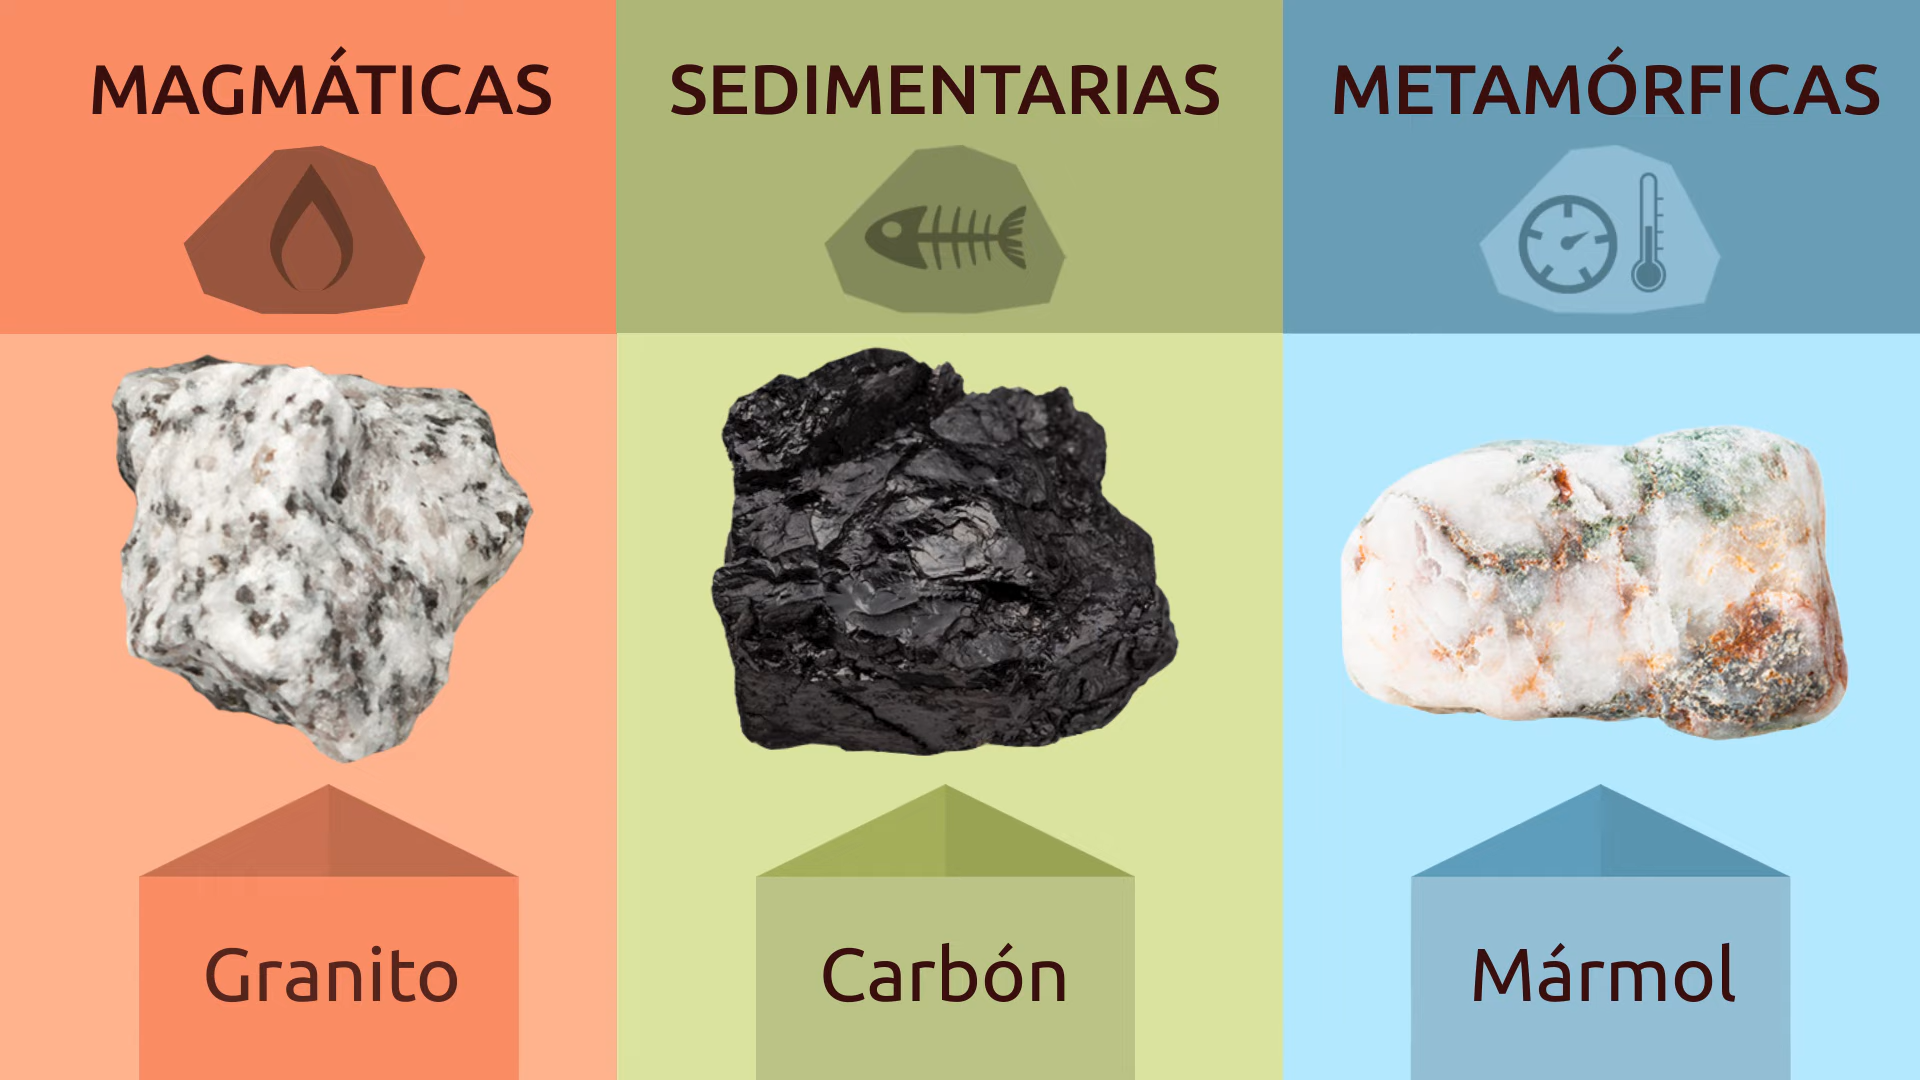 MAGMÁTICAS
SEDIMENTARIAS
METAMÓRFICAS
Granito
Carbón
Mármol